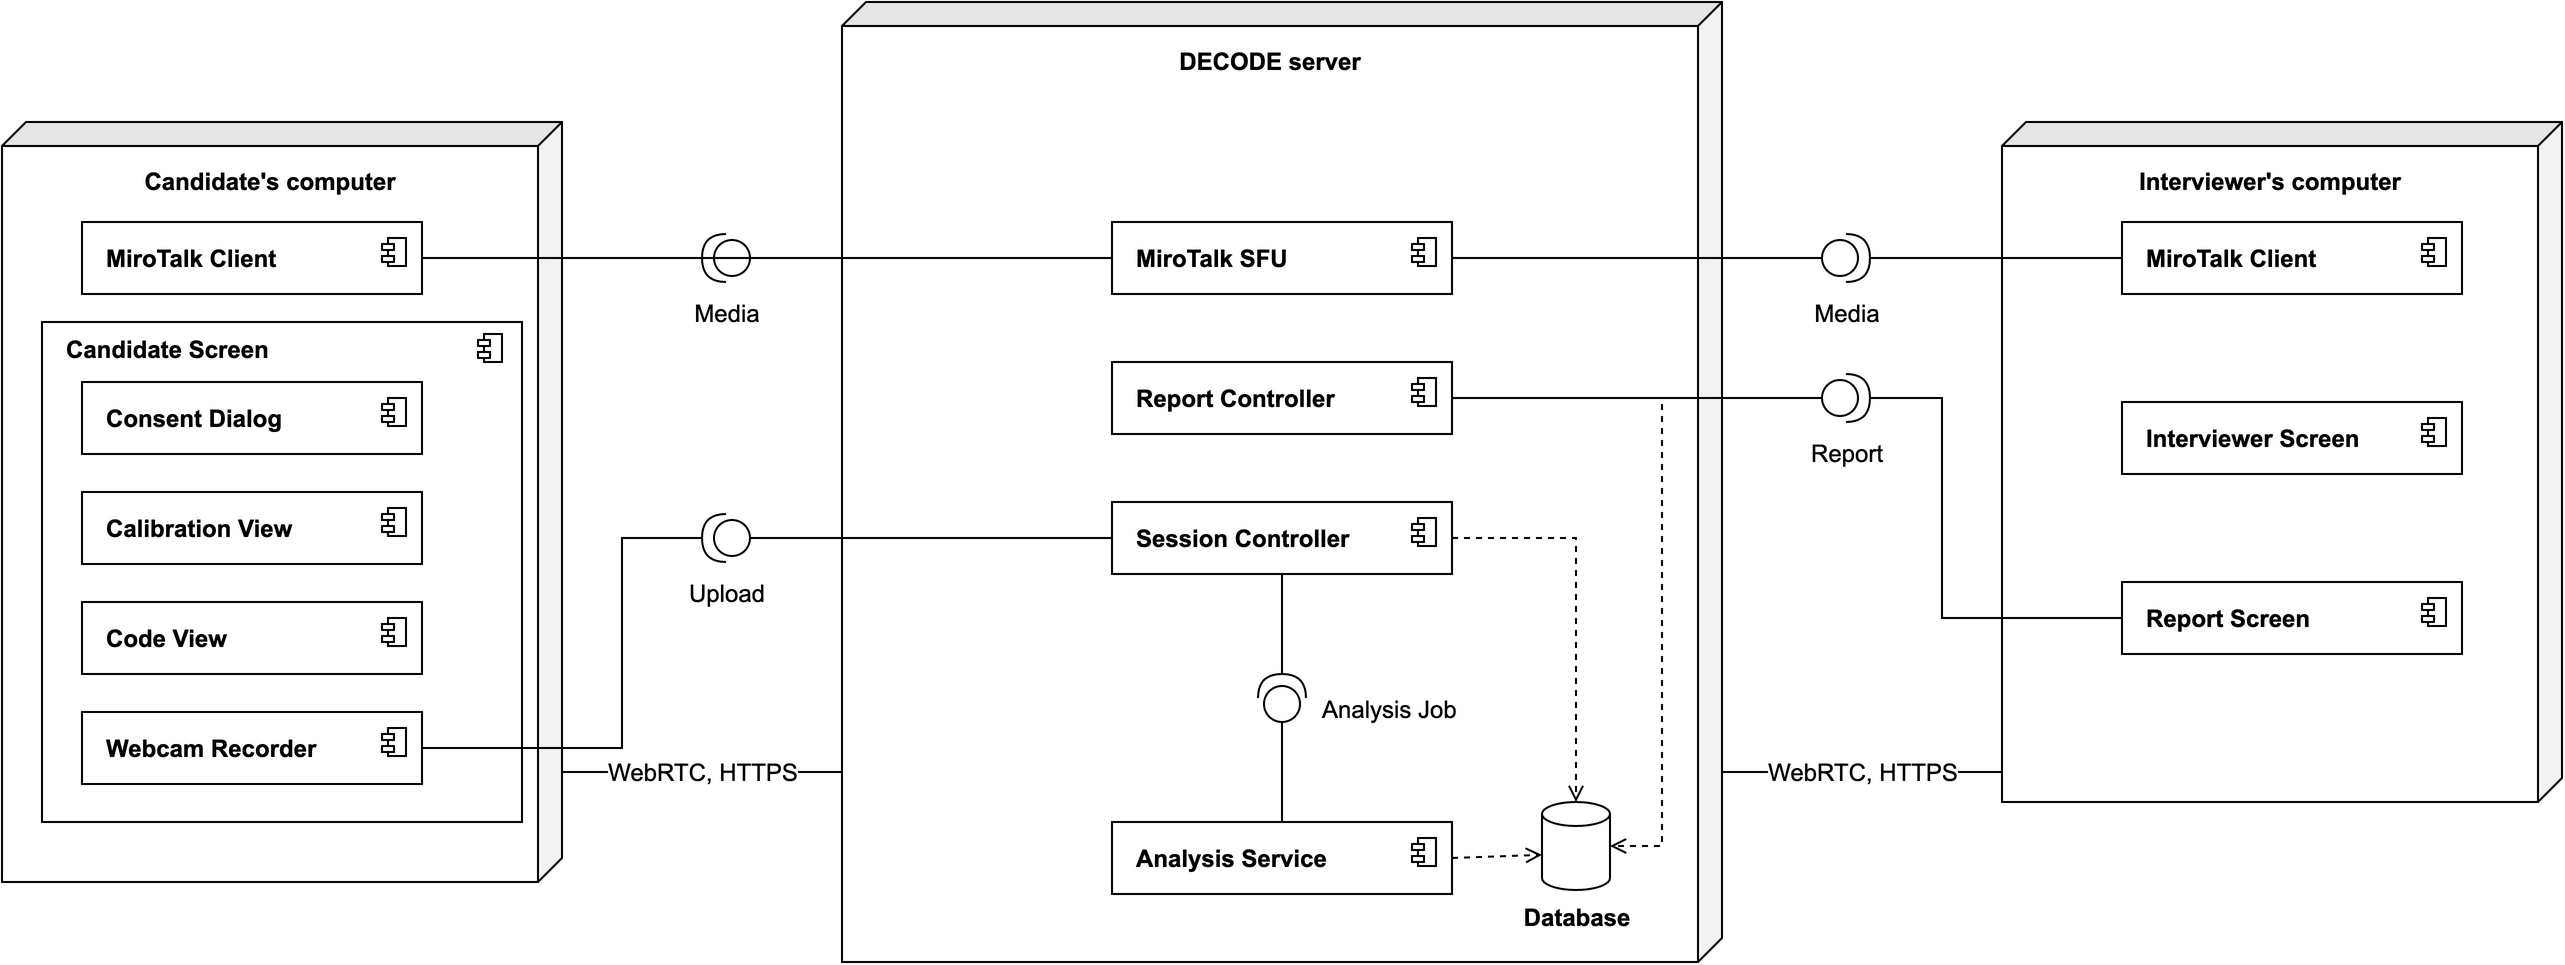 DECODE server
Candidate's computer
Interviewer's computer
MiroTalk Client
Media
MiroTalk SFU
Media
MiroTalk Client
Candidate Screen
Consent Dialog
Report Controller
Report
Interviewer Screen
Calibration View
Upload
Session Controller
Code View
Report Screen
Webcam Recorder
WebRTC, HTTPS
Analysis Job
WebRTC, HTTPS
Analysis Service
Database